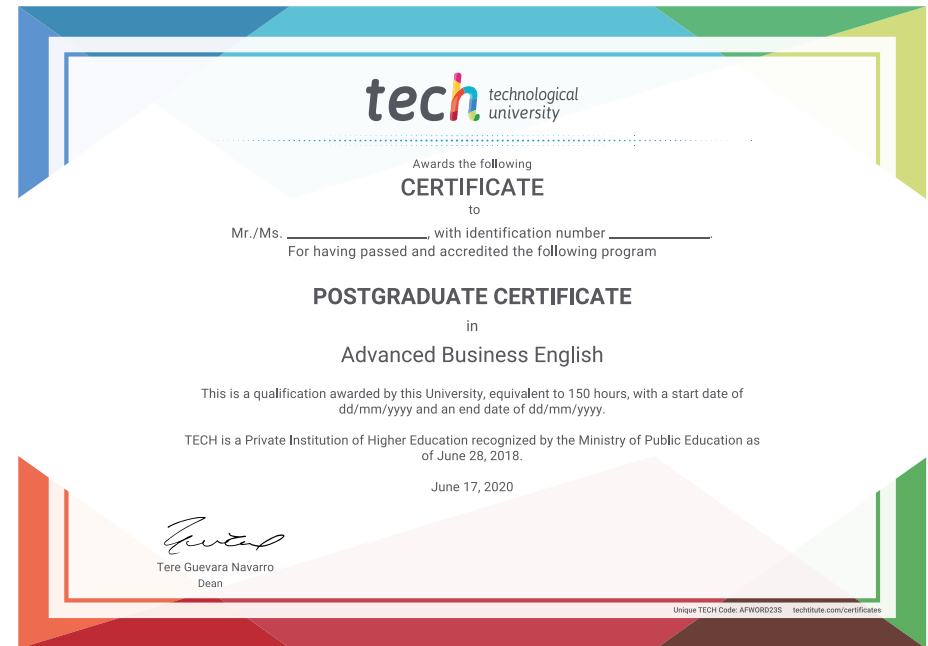 tech technological
university
Awards the following
CERTIFICATE
to
Mr./Ms. ____________________, with identification number ______________.
For having passed and accredited the following program
POSTGRADUATE CERTIFICATE
in
Advanced Business English
This is a qualification awarded by this University, equivalent to 150 hours, with a start date of
dd/mm/yyyy and an end date of dd/mm/yyyy.
TECH is a Private Institution of Higher Education recognized by the Ministry of Public Education as
of June 28, 2018.
June 17, 2020
Tere Guevara Navarro
Dean
Unique TECH Code: AFWORD23S techtitute.com/certificates